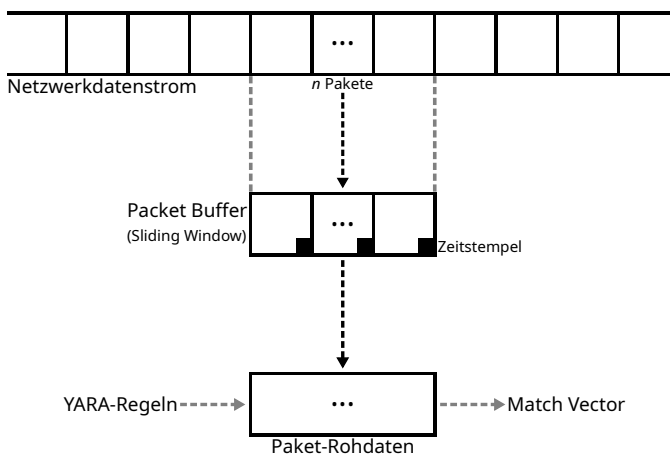 ...
Netzwerkdatenstrom
n Pakete
Packet Buffer
(Sliding Window)
...
Zeitstempel
YARA-Regeln
...
Match Vector
Paket-Rohdaten